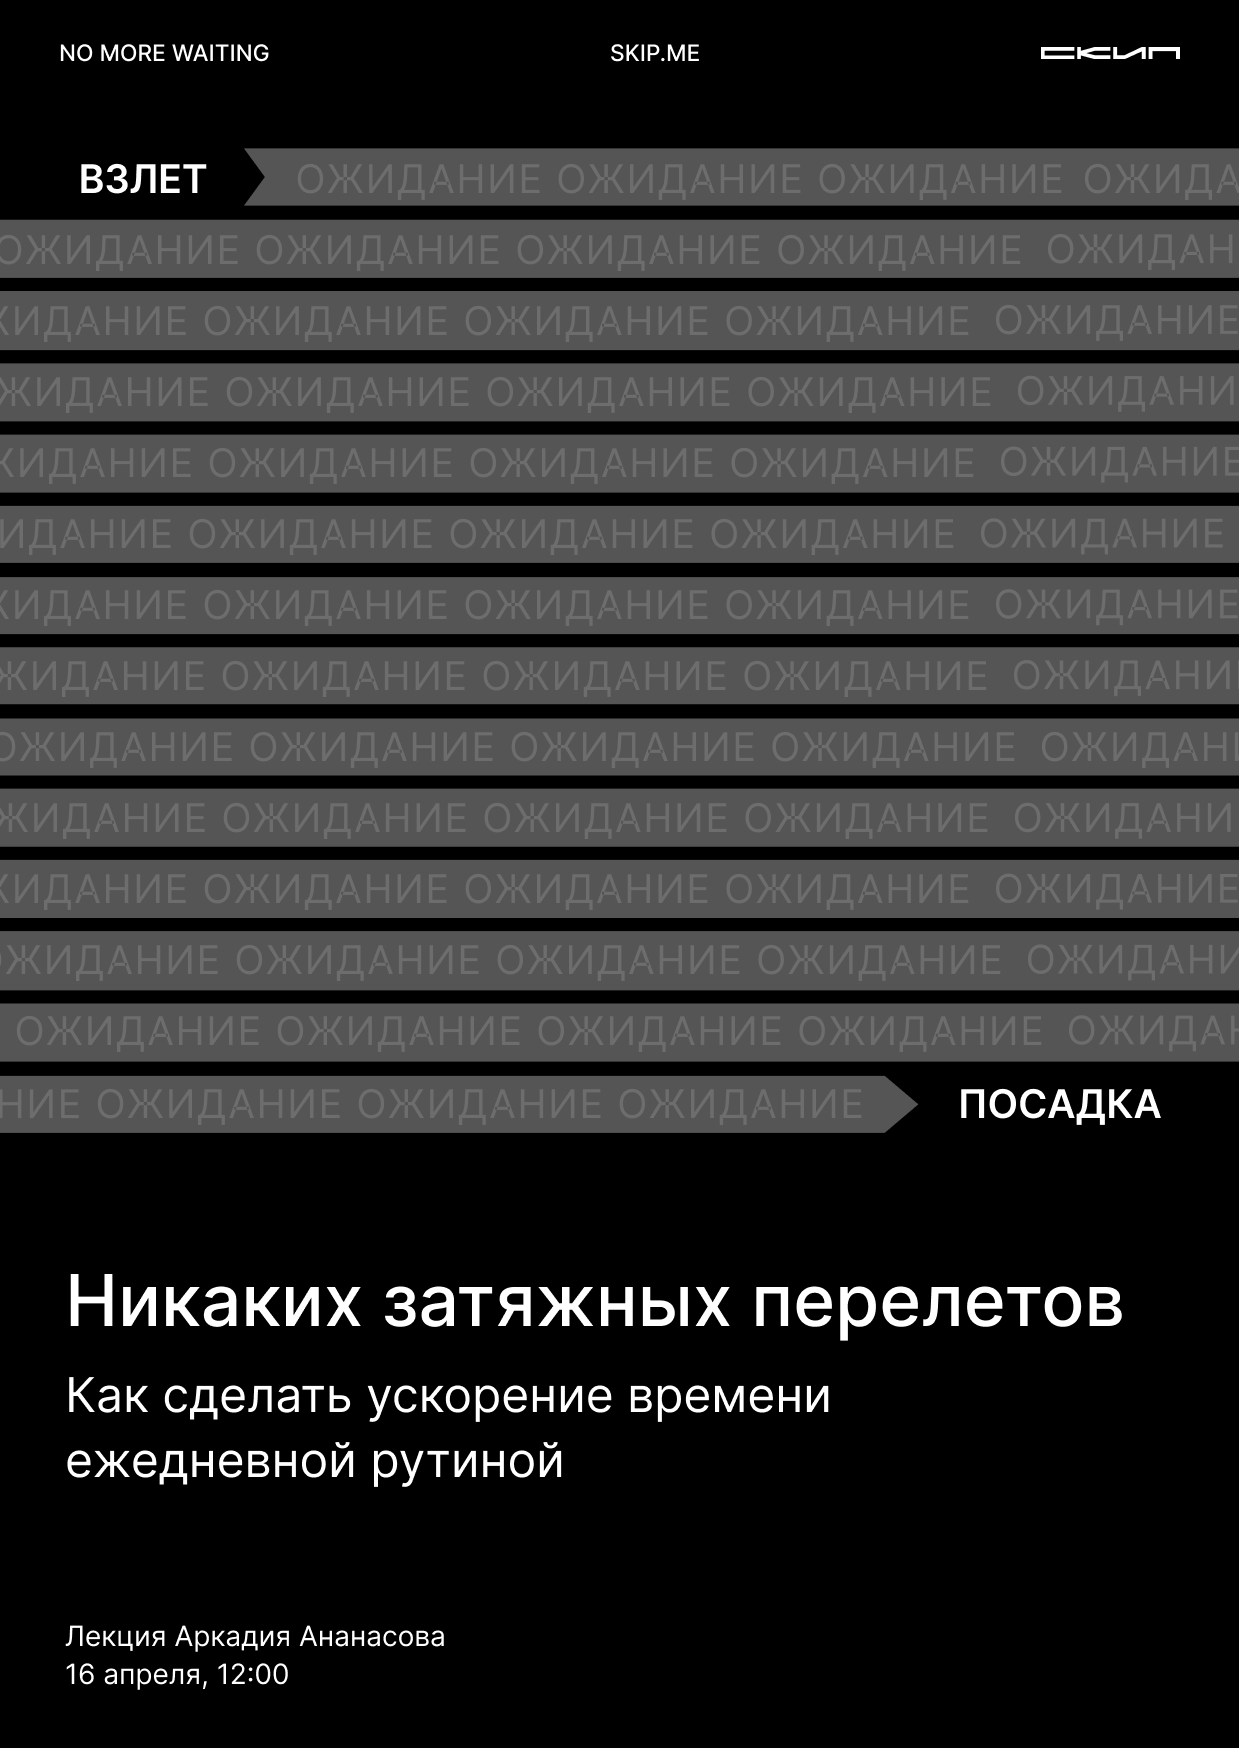 NO MORE WAITING SKIP.ME СКИП
ВЗЛЕТ ОЖИДАНИЕ ОЖИДАНИЕ ОЖИДАНИЕ ОЖИДА
ОЖИДАНИЕ ОЖИДАНИЕ ОЖИДАНИЕ ОЖИДАНИЕ ОЖИДАН
ЖИДАНИЕ ОЖИДАНИЕ ОЖИДАНИЕ ОЖИДАНИЕ ОЖИДАНИЕ
ЖИДАНИЕ ОЖИДАНИЕ ОЖИДАНИЕ ОЖИДАНИЕ ОЖИДАНИ
ЖИДАНИЕ ОЖИДАНИЕ ОЖИДАНИЕ ОЖИДАНИЕ ОЖИДАНИЕ
ИДАНИЕ ОЖИДАНИЕ ОЖИДАНИЕ ОЖИДАНИЕ ОЖИДАНИЕ
ЖИДАНИЕ ОЖИДАНИЕ ОЖИДАНИЕ ОЖИДАНИЕ ОЖИДАНИЕ
ЖИДАНИЕ ОЖИДАНИЕ ОЖИДАНИЕ ОЖИДАНИЕ ОЖИДАНИ
ОЖИДАНИЕ ОЖИДАНИЕ ОЖИДАНИЕ ОЖИДАНИЕ ОЖИДАН
ЖИДАНИЕ ОЖИДАНИЕ ОЖИДАНИЕ ОЖИДАНИЕ ОЖИДАНИ
ЖИДАНИЕ ОЖИДАНИЕ ОЖИДАНИЕ ОЖИДАНИЕ ОЖИДАНИЕ
ОЖИДАНИЕ ОЖИДАНИЕ ОЖИДАНИЕ ОЖИДАНИЕ ОЖИДАНИ
ОЖИДАНИЕ ОЖИДАНИЕ ОЖИДАНИЕ ОЖИДАНИЕ ОЖИДАН
НИЕ ОЖИДАНИЕ ОЖИДАНИЕ ОЖИДАНИЕ ПОСАДКА
Никаких затяжных перелетов
Как сделать ускорение времени
ежедневной рутиной
Лекция Аркадия Ананасова
16 апреля, 12:00